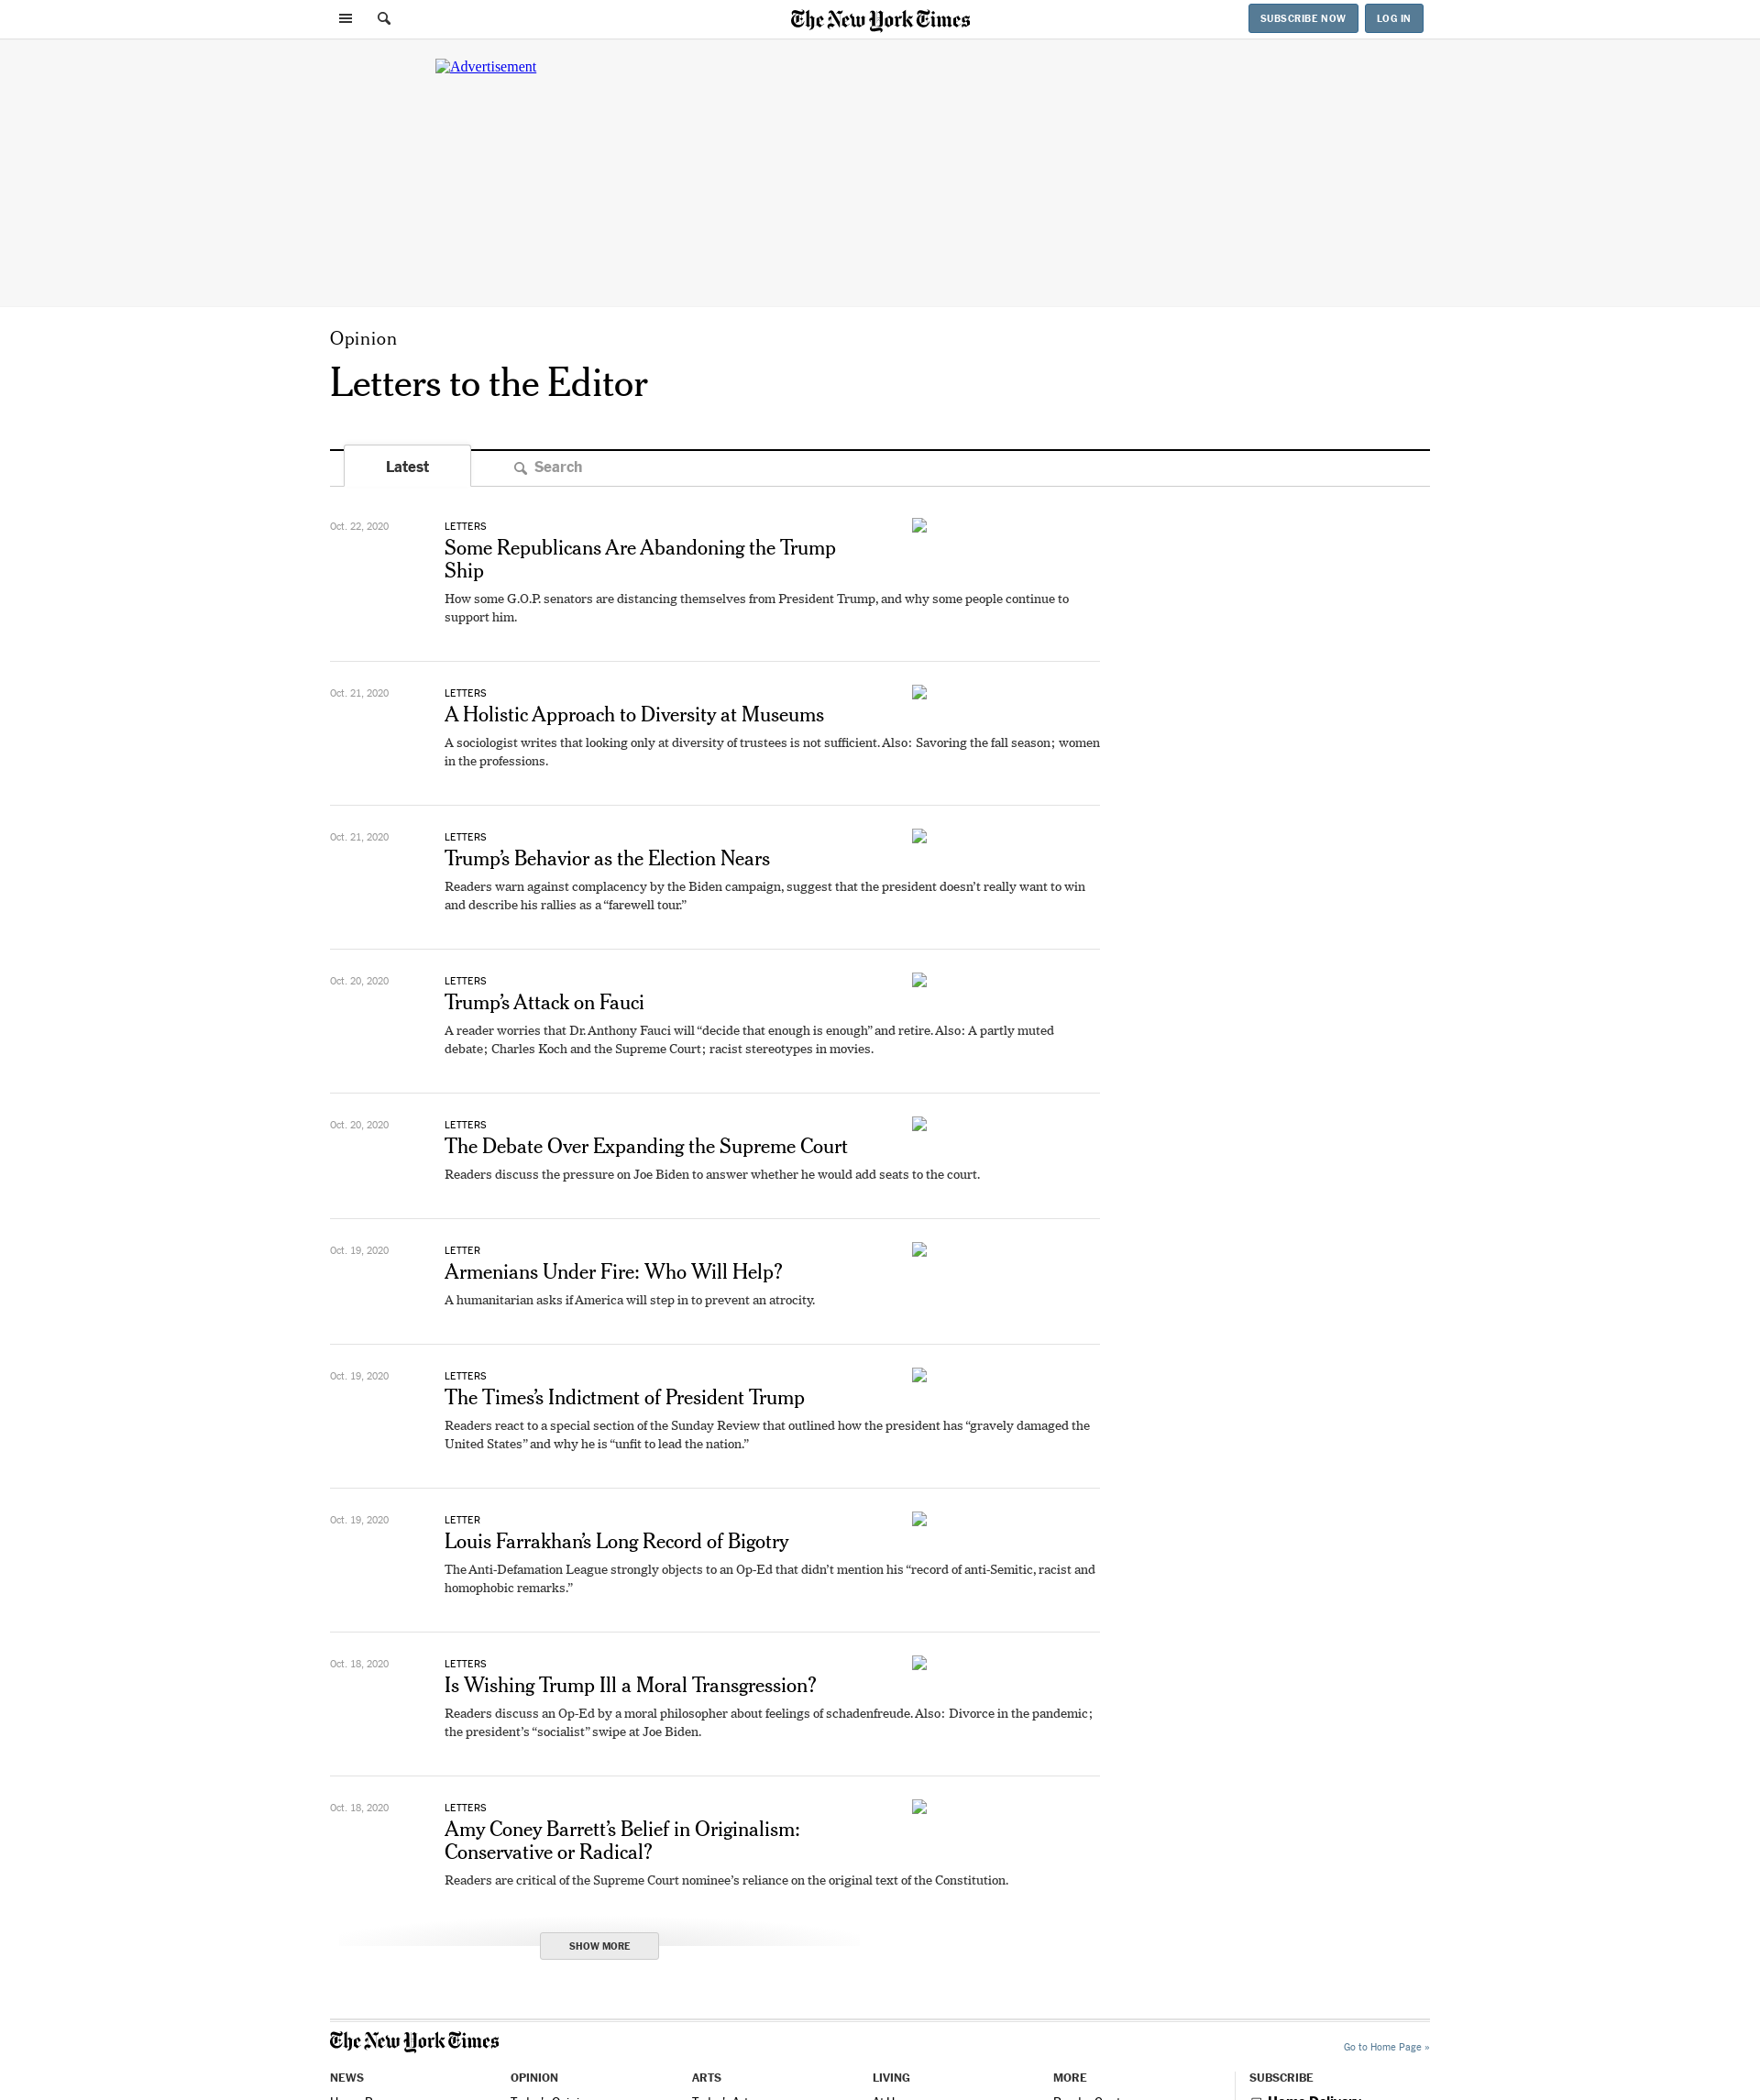 The New York Times
SUBSCRIBE NOW
LOG IN
Advertisement
Opinion
Letters to the Editor
Latest
Search
Oct. 22, 2020
LETTERS
Some Republicans Are Abandoning the Trump
Ship
How some G.O.P. senators are distancing themselves from President Trump, and why some people continue to
support him.
Oct. 21, 2020
LETTERS
A Holistic Approach to Diversity at Museums
A sociologist writes that looking only at diversity of trustees is not sufficient. Also: Savoring the fall season; women
in the professions.
Oct. 21, 2020
LETTERS
Trump’s Behavior as the Election Nears
Readers warn against complacency by the Biden campaign, suggest that the president doesn’t really want to win
and describe his rallies as a “farewell tour.”
Oct. 20, 2020
LETTERS
Trump’s Attack on Fauci
A reader worries that Dr. Anthony Fauci will “decide that enough is enough” and retire. Also: A partly muted
debate; Charles Koch and the Supreme Court; racist stereotypes in movies.
Oct. 20, 2020
LETTERS
The Debate Over Expanding the Supreme Court
Readers discuss the pressure on Joe Biden to answer whether he would add seats to the court.
Oct. 19, 2020
LETTER
Armenians Under Fire: Who Will Help?
A humanitarian asks if America will step in to prevent an atrocity.
Oct. 19, 2020
LETTERS
The Times’s Indictment of President Trump
Readers react to a special section of the Sunday Review that outlined how the president has “gravely damaged the
United States” and why he is “unfit to lead the nation.”
Oct. 19, 2020
LETTER
Louis Farrakhan’s Long Record of Bigotry
The Anti-Defamation League strongly objects to an Op-Ed that didn’t mention his “record of anti-Semitic, racist and
homophobic remarks.”
Oct. 18, 2020
LETTERS
Is Wishing Trump Ill a Moral Transgression?
Readers discuss an Op-Ed by a moral philosopher about feelings of schadenfreude. Also: Divorce in the pandemic;
the president’s “socialist” swipe at Joe Biden.
Oct. 18, 2020
LETTERS
Amy Coney Barrett’s Belief in Originalism:
Conservative or Radical?
Readers are critical of the Supreme Court nominee’s reliance on the original text of the Constitution.
SHOW MORE
The New York Times
Go to Home Page »
NEWS
OPINION
ARTS
LIVING
MORE
SUBSCRIBE
Home Delivery